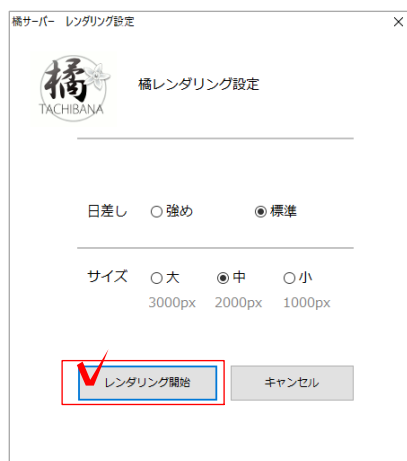 橘サーバー レンダリング設定
橘
TACHIBANA
橘レンダリング設定
日差し 強め 標準
サイズ 大 中 小
3000px 2000px 1000px
レンダリング開始 キャンセル